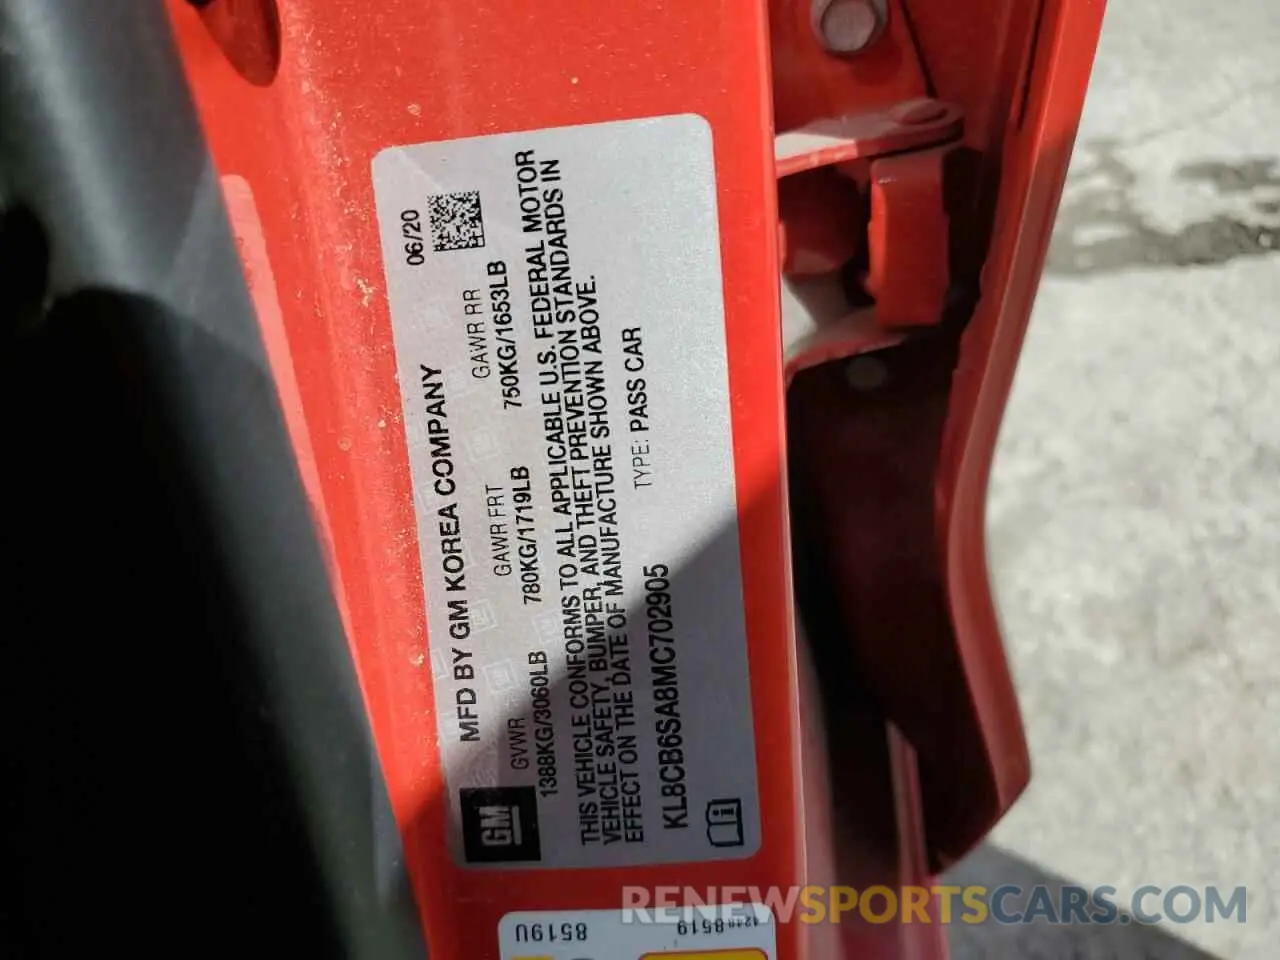 MFD BY GM KOREA COMPANY 06/20
GVWR GAWR FRT GAWR RR
1388KG/3060LB 780KG/1719LB 750KG/1653LB
THIS VEHICLE CONFORMS TO ALL APPLICABLE U.S. FEDERAL MOTOR
VEHICLE SAFETY, BUMPER, AND THEFT PREVENTION STANDARDS IN
EFFECT ON THE DATE OF MANUFACTURE SHOWN ABOVE.
KL8CB6SA8MC702905 TYPE: PASS CAR
GM
8519U
42488519
RENEWSPORTSCARS.COM